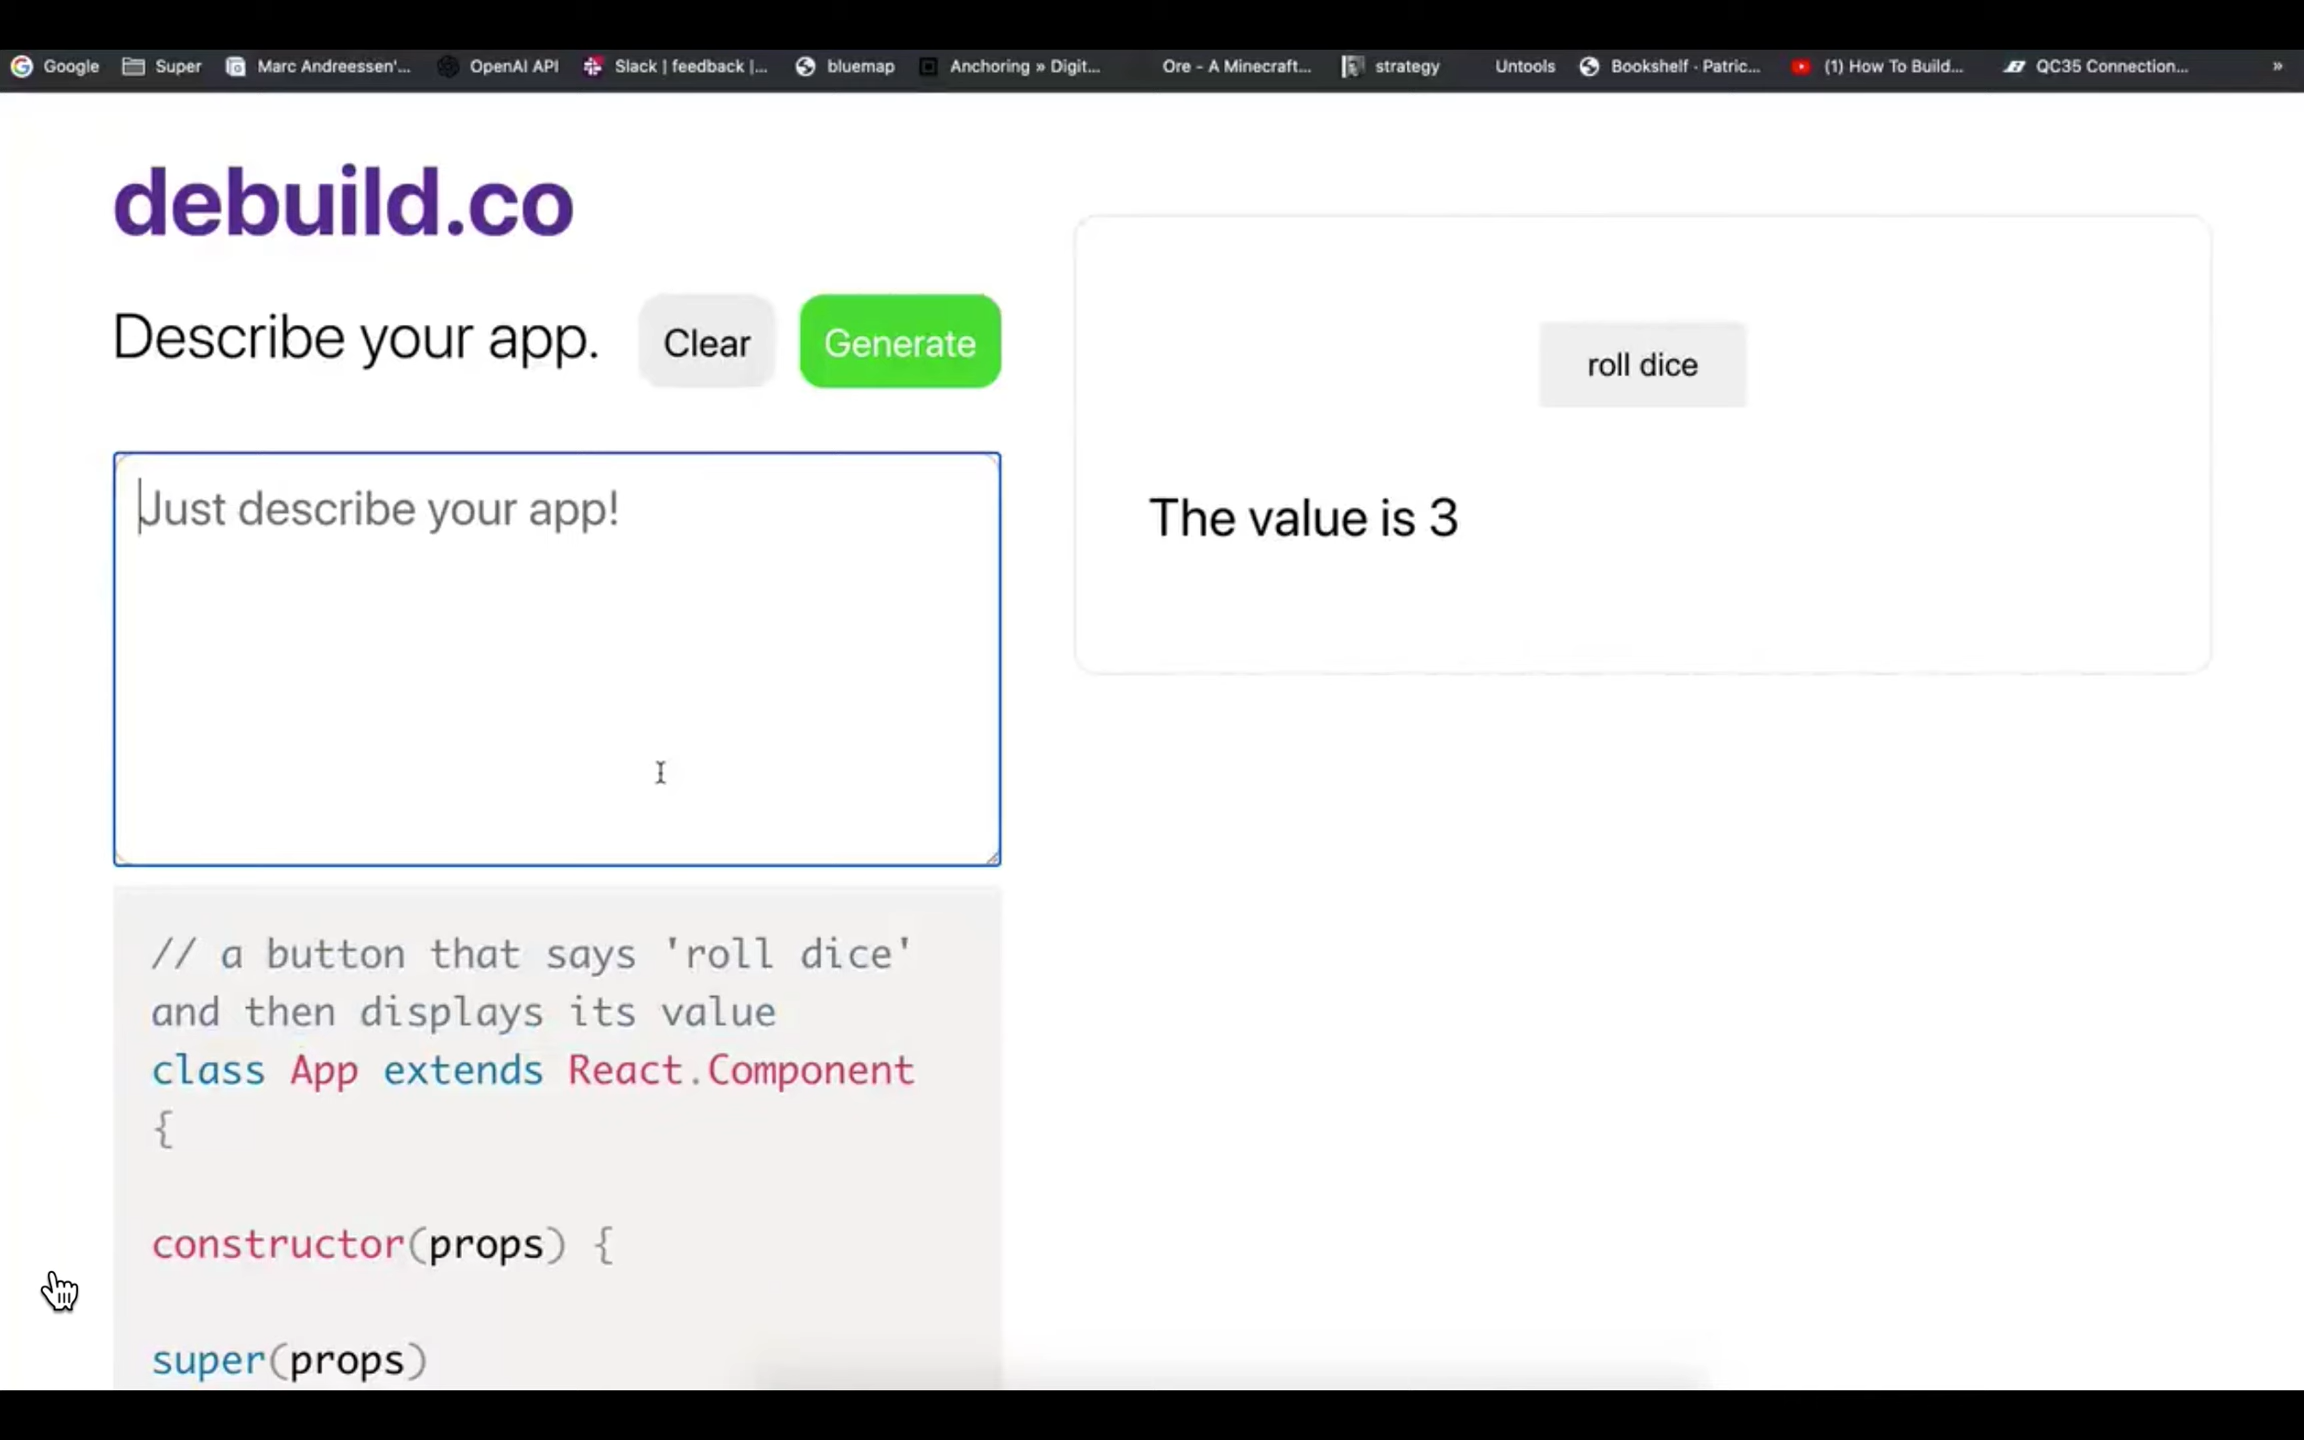 Google Super Marc Andreessen'... OpenAI API Slack | feedback |... bluemap Anchoring » Digit... Ore - A Minecraft... strategy Untools Bookshelf · Patric... (1) How To Build... QC35 Connection... »
debuild.co
Describe your app. Clear Generate
Just describe your app!
roll dice
The value is 3
// a button that says 'roll dice'
and then displays its value
class App extends React.Component
{
constructor(props) {
super(props)